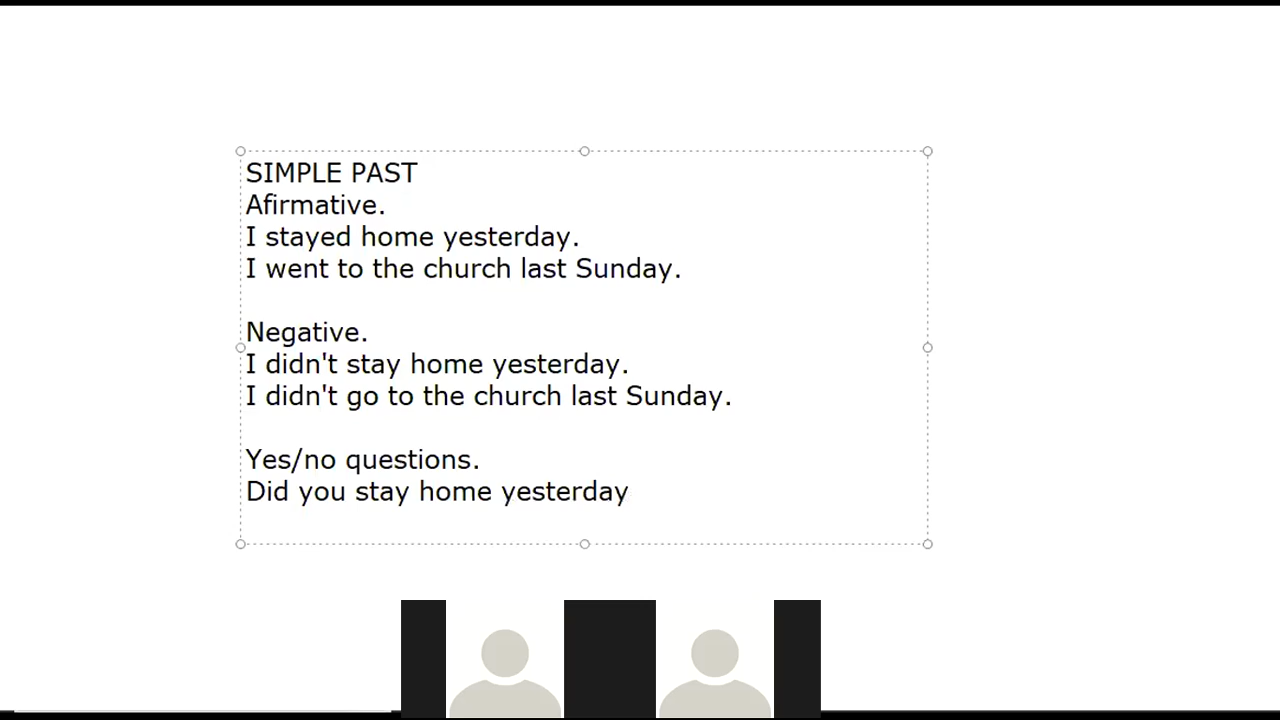 SIMPLE PAST
Afirmative.
I stayed home yesterday.
I went to the church last Sunday.
Negative.
I didn't stay home yesterday.
I didn't go to the church last Sunday.
Yes/no questions.
Did you stay home yesterday